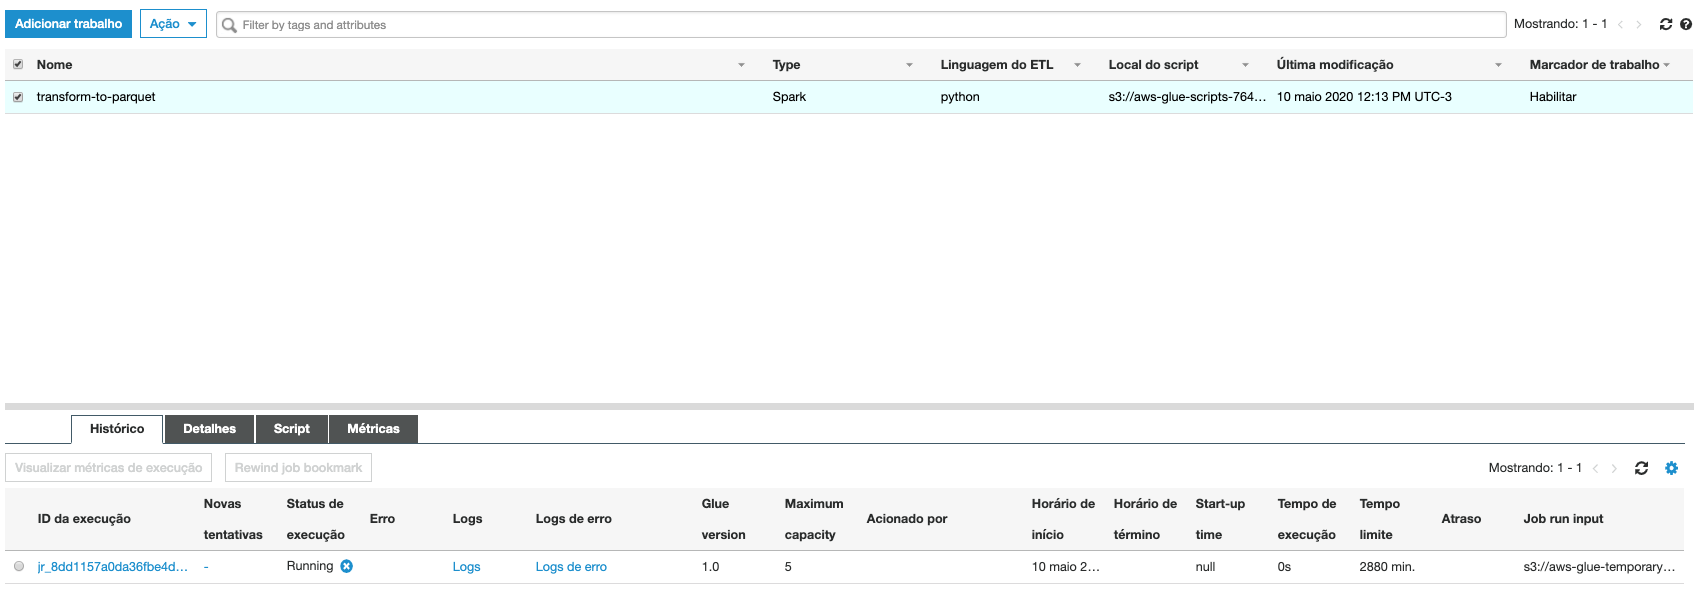 Adicionar trabalho Ação Filter by tags and attributes Mostrando: 1 - 1
Nome Type Linguagem do ETL Local do script Última modificação Marcador de trabalho
transform-to-parquet Spark python s3://aws-glue-scripts-764... 10 maio 2020 12:13 PM UTC-3 Habilitar
Histórico Detalhes Script Métricas
Visualizar métricas de execução Rewind job bookmark Mostrando: 1 - 1
ID da execução Novas tentativas Status de execução Erro Logs Logs de erro Glue version Maximum capacity Acionado por Horário de início Horário de término Start-up time Tempo de execução Tempo limite Atraso Job run input
jr_8dd1157a0da36fbe4d... - Running Logs Logs de erro 1.0 5 10 maio 2... null 0s 2880 min. s3://aws-glue-temporary...